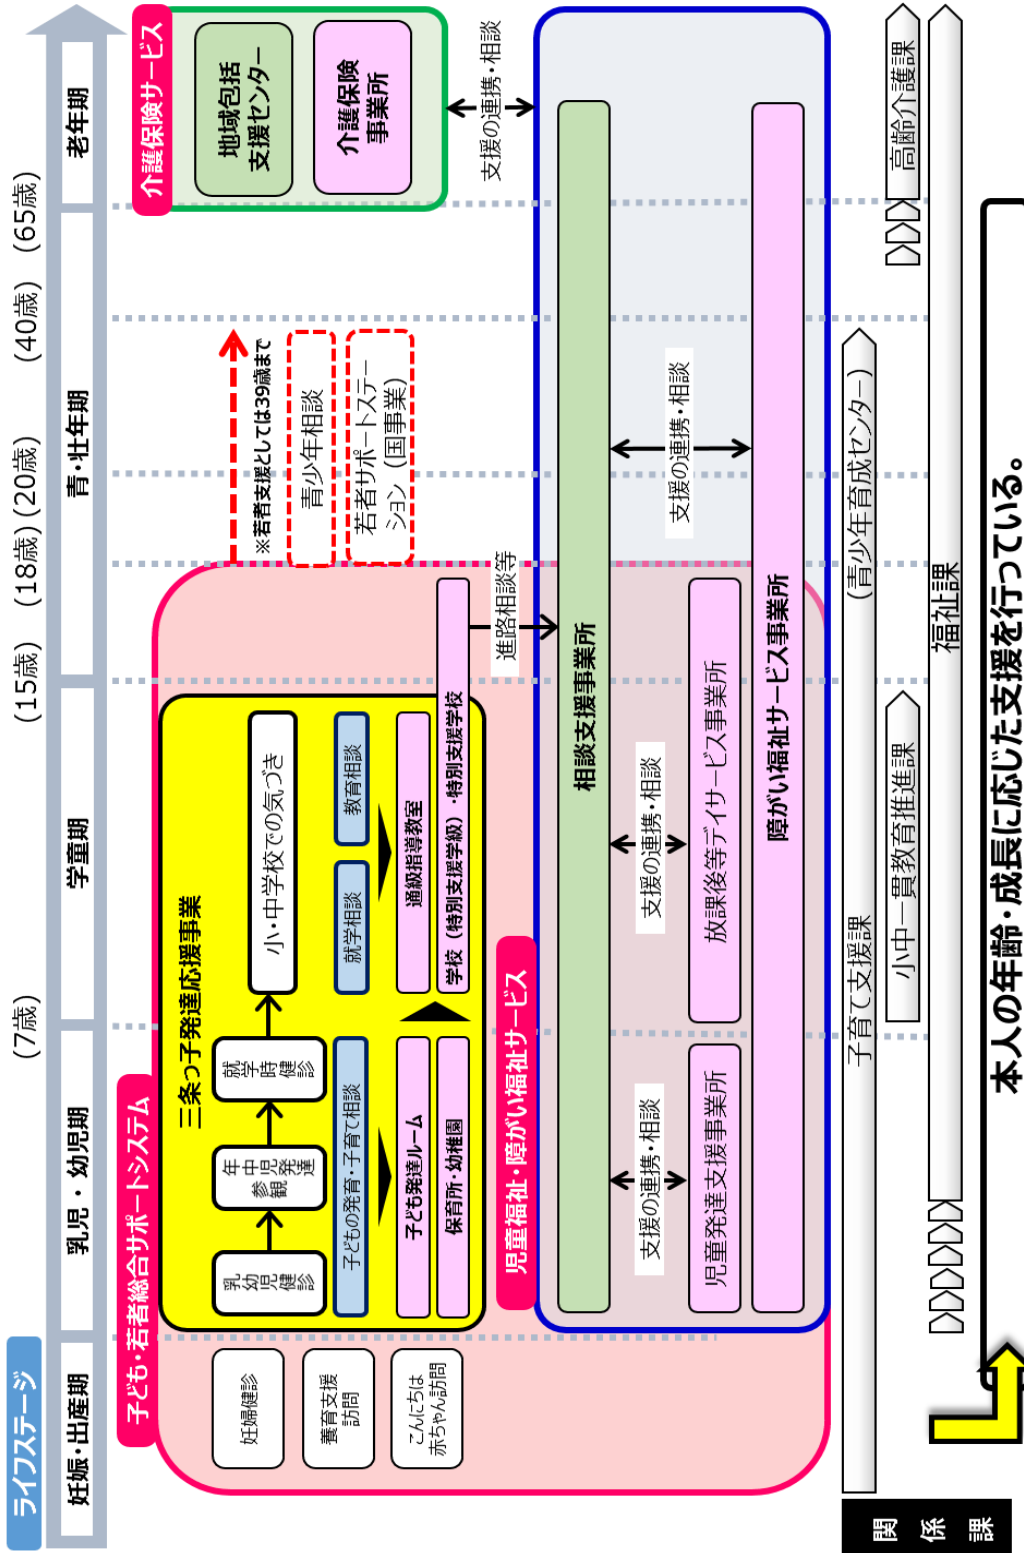 ライフステージ
妊娠・出産期
乳児・幼児期
学童期
青・壮年期
老年期
(7歳)
(15歳)
(18歳)
(20歳)
(40歳)
(65歳)
子ども・若者総合サポートシステム
妊婦健診
養育支援
訪問
こんにちは
赤ちゃん訪問
三条っ子発達応援事業
乳幼児健診
年中児発達
参観
就学時健診
小・中学校での気づき
子どもの発育・子育て相談
就学相談
教育相談
子ども発達ルーム
保育所・幼稚園
通級指導教室
学校（特別支援学級）・特別支援学校
※若者支援としては39歳まで
青少年相談
若者サポートステー
ション（国事業）
介護保険サービス
地域包括
支援センター
介護保険
事業所
支援の連携・相談
進路相談等
児童福祉・障がい福祉サービス
相談支援事業所
支援の連携・相談
支援の連携・相談
支援の連携・相談
児童発達支援事業所
放課後等デイサービス事業所
障がい福祉サービス事業所
関係課
子育て支援課
（青少年育成センター）
小中一貫教育推進課
高齢介護課
福祉課
本人の年齢・成長に応じた支援を行っている。